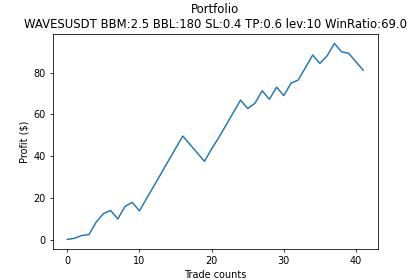 Portfolio
WAVESUSDT BBM:2.5 BBL:180 SL:0.4 TP:0.6 lev:10 WinRatio:69.0
Profit ($)
80
60
40
20
0
0 10 20 30 40
Trade counts